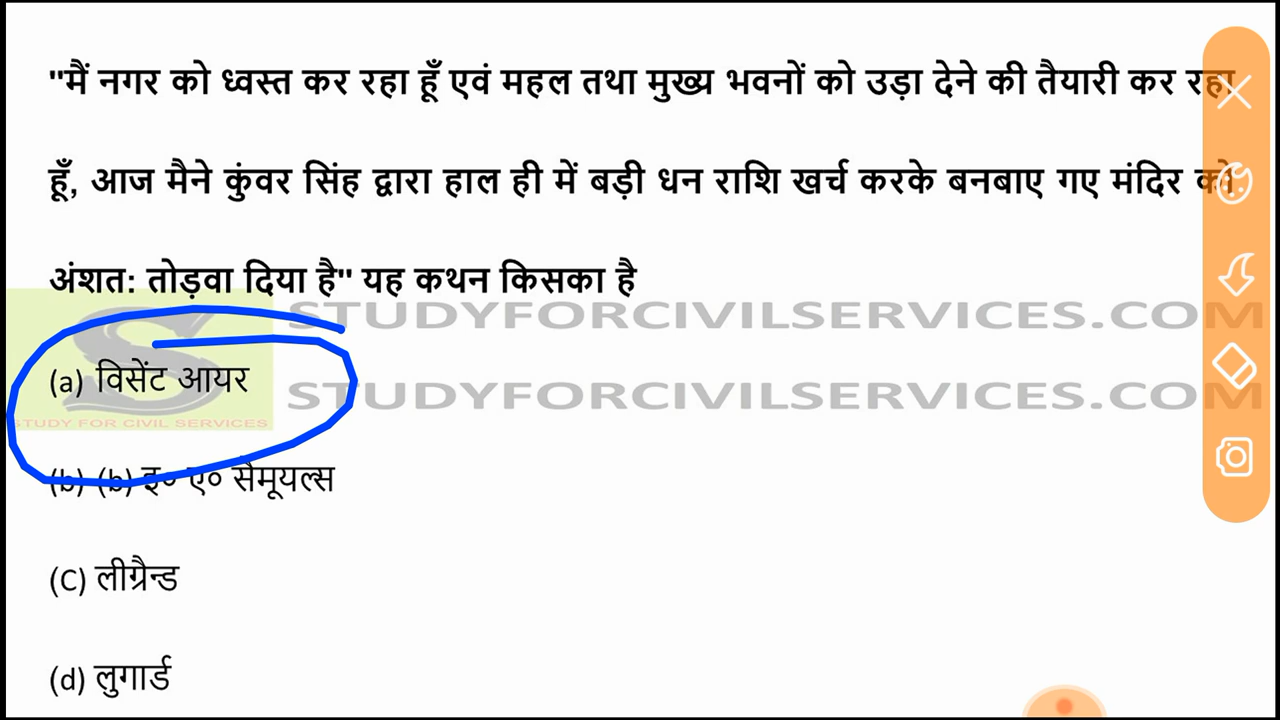 "मैं नगर को ध्वस्त कर रहा हूँ एवं महल तथा मुख्य भवनों को उड़ा देने की तैयारी कर रहा
हूँ, आज मैने कुंवर सिंह द्वारा हाल ही में बड़ी धन राशि खर्च करके बनबाए गए मंदिर को
अंशत: तोड़वा दिया है" यह कथन किसका है
STUDYFORCIVILSERVICES.COM
(a) विसेंट आयर
STUDYFORCIVILSERVICES.COM
STUDY FOR CIVIL SERVICES
(b) (b) इ० ए० सैमूयल्स
(C) लीग्रैन्ड
(d) लुगार्ड